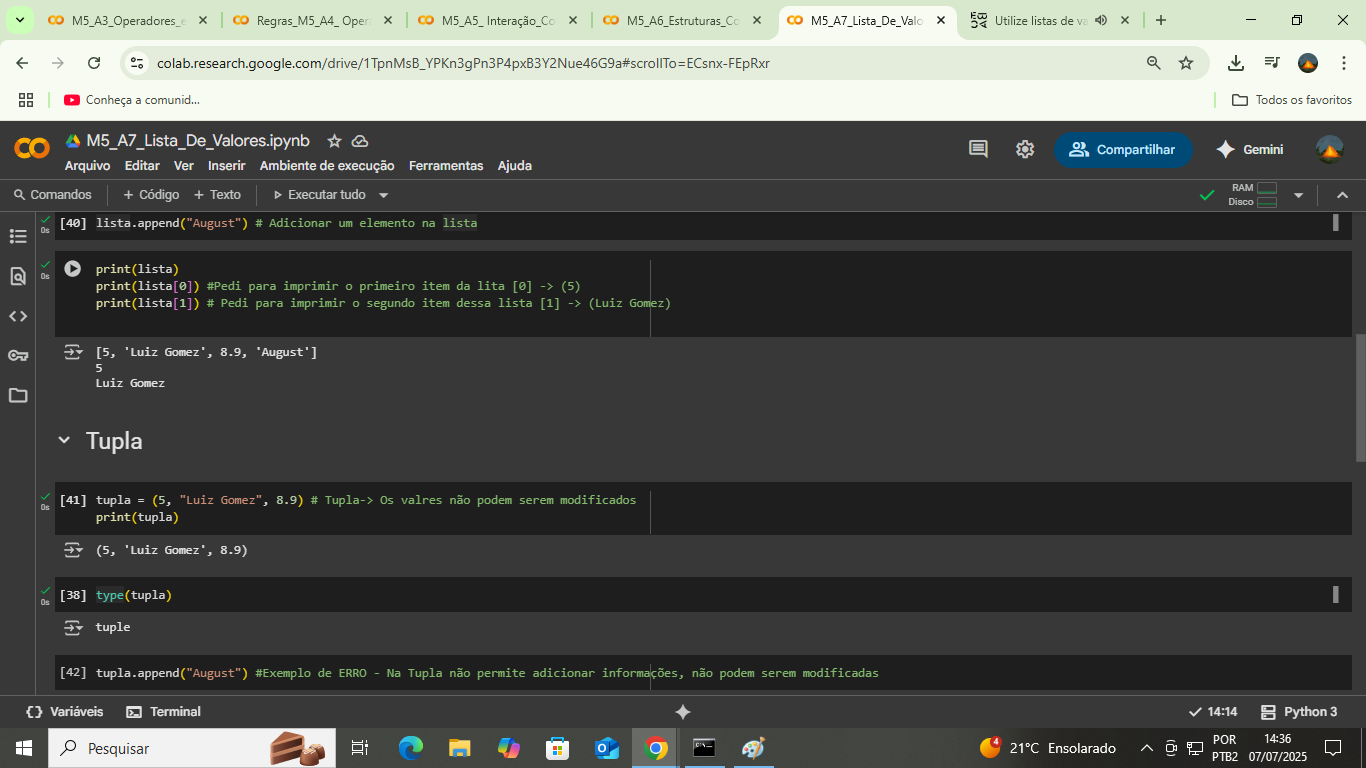 M5_A3_Operadores_e
Regras_M5_A4_ Oper
M5_A5_ Interação_Co
M5_A6_Estruturas_Co
M5_A7_Lista_De_Valo
Utilize listas de va
colab.research.google.com/drive/1TpnMsB_YPKn3gPn3P4pxB3Y2Nue46G9a#scrollTo=ECsnx-FEpRxr
Conheça a comunid...
Todos os favoritos
M5_A7_Lista_De_Valores.ipynb
Arquivo Editar Ver Inserir Ambiente de execução Ferramentas Ajuda
Compartilhar
Gemini
Comandos + Código + Texto Executar tudo
RAM
Disco
[40] lista.append("August") # Adicionar um elemento na lista
0s
0s
print(lista)
print(lista[0]) #Pedi para imprimir o primeiro item da lita [0] -> (5)
print(lista[1]) # Pedi para imprimir o segundo item dessa lista [1] -> (Luiz Gomez)
[5, 'Luiz Gomez', 8.9, 'August']
5
Luiz Gomez
Tupla
[41] tupla = (5, "Luiz Gomez", 8.9) # Tupla-> Os valres não podem serem modificados
0s
print(tupla)
(5, 'Luiz Gomez', 8.9)
[38] type(tupla)
0s
tuple
[42] tupla.append("August") #Exemplo de ERRO - Na Tupla não permite adicionar informações, não podem serem modificadas
Variáveis Terminal
14:14 Python 3
Pesquisar
4
21°C Ensolarado
POR
PTB2
14:36
07/07/2025